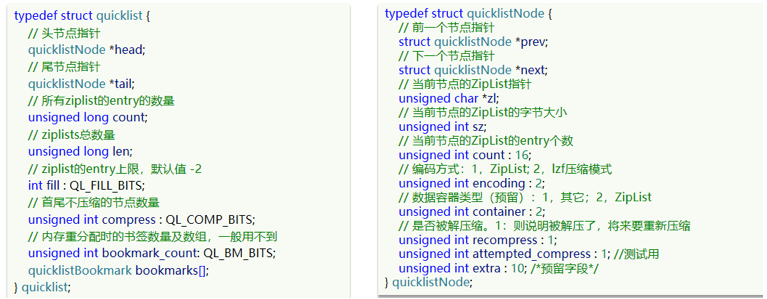 typedef struct quicklist {
// 头节点指针
quicklistNode *head;
// 尾节点指针
quicklistNode *tail;
// 所有ziplist的entry的数量
unsigned long count;
// ziplists总数量
unsigned long len;
// ziplist的entry上限，默认值 -2
int fill : QL_FILL_BITS;
// 首尾不压缩的节点数量
unsigned int compress : QL_COMP_BITS;
// 内存重分配时的书签数量及数组，一般用不到
unsigned int bookmark_count: QL_BM_BITS;
quicklistBookmark bookmarks[];
} quicklist;
typedef struct quicklistNode {
// 前一个节点指针
struct quicklistNode *prev;
// 下一个节点指针
struct quicklistNode *next;
// 当前节点的ZipList指针
unsigned char *zl;
// 当前节点的ZipList的字节大小
unsigned int sz;
// 当前节点的ZipList的entry个数
unsigned int count : 16;
// 编码方式：1，ZipList; 2，lzf压缩模式
unsigned int encoding : 2;
// 数据容器类型（预留）：1，其它；2，ZipList
unsigned int container : 2;
// 是否被解压缩。1：则说明被解压了，将来要重新压缩
unsigned int recompress : 1;
unsigned int attempted_compress : 1; //测试用
unsigned int extra : 10; /*预留字段*/
} quicklistNode;